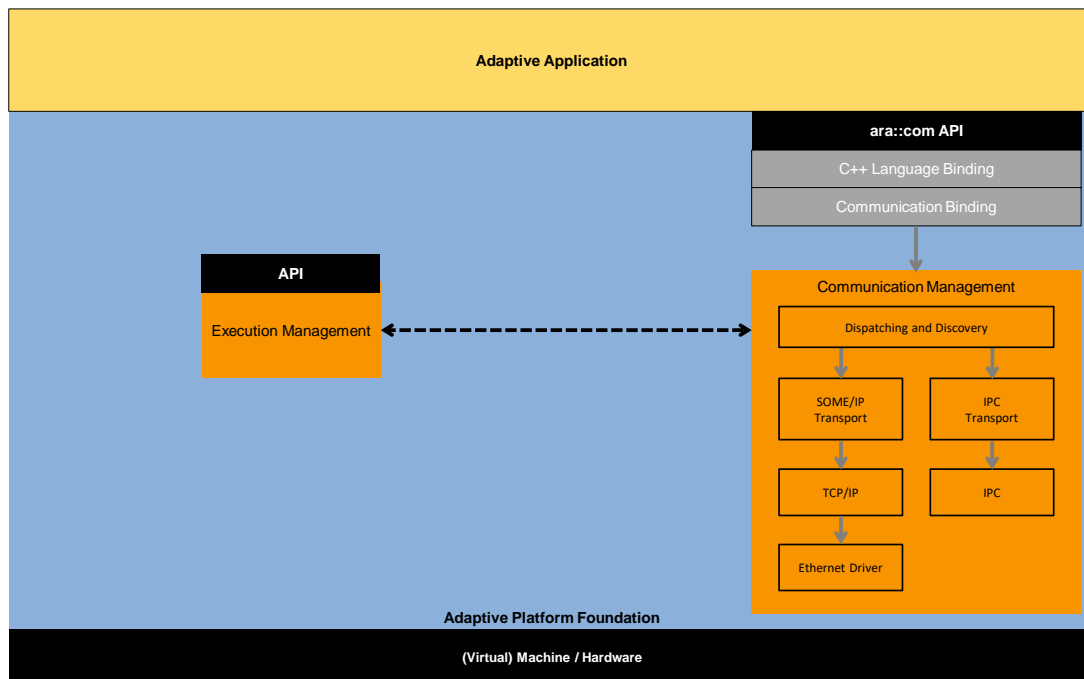 Adaptive Application
ara::com API
C++ Language Binding
Communication Binding
API
Execution Management
Communication Management
Dispatching and Discovery
SOME/IP
Transport
IPC
Transport
TCP/IP
IPC
Ethernet Driver
Adaptive Platform Foundation
(Virtual) Machine / Hardware